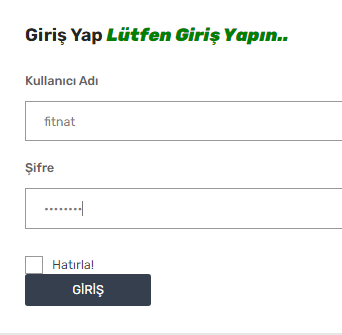 Giriş Yap Lütfen Giriş Yapın..
Kullanıcı Adı
fitnat
Şifre
••••••••
Hatırla!
GİRİŞ